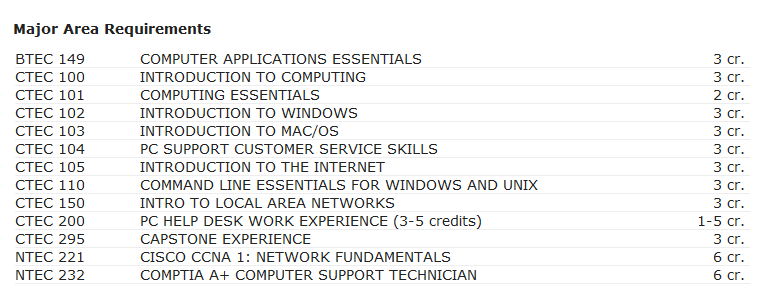 Major Area Requirements
BTEC 149 COMPUTER APPLICATIONS ESSENTIALS 3 cr.
CTEC 100 INTRODUCTION TO COMPUTING 3 cr.
CTEC 101 COMPUTING ESSENTIALS 2 cr.
CTEC 102 INTRODUCTION TO WINDOWS 3 cr.
CTEC 103 INTRODUCTION TO MAC/OS 3 cr.
CTEC 104 PC SUPPORT CUSTOMER SERVICE SKILLS 3 cr.
CTEC 105 INTRODUCTION TO THE INTERNET 3 cr.
CTEC 110 COMMAND LINE ESSENTIALS FOR WINDOWS AND UNIX 3 cr.
CTEC 150 INTRO TO LOCAL AREA NETWORKS 3 cr.
CTEC 200 PC HELP DESK WORK EXPERIENCE (3-5 credits) 1-5 cr.
CTEC 295 CAPSTONE EXPERIENCE 3 cr.
NTEC 221 CISCO CCNA 1: NETWORK FUNDAMENTALS 6 cr.
NTEC 232 COMPTIA A+ COMPUTER SUPPORT TECHNICIAN 6 cr.